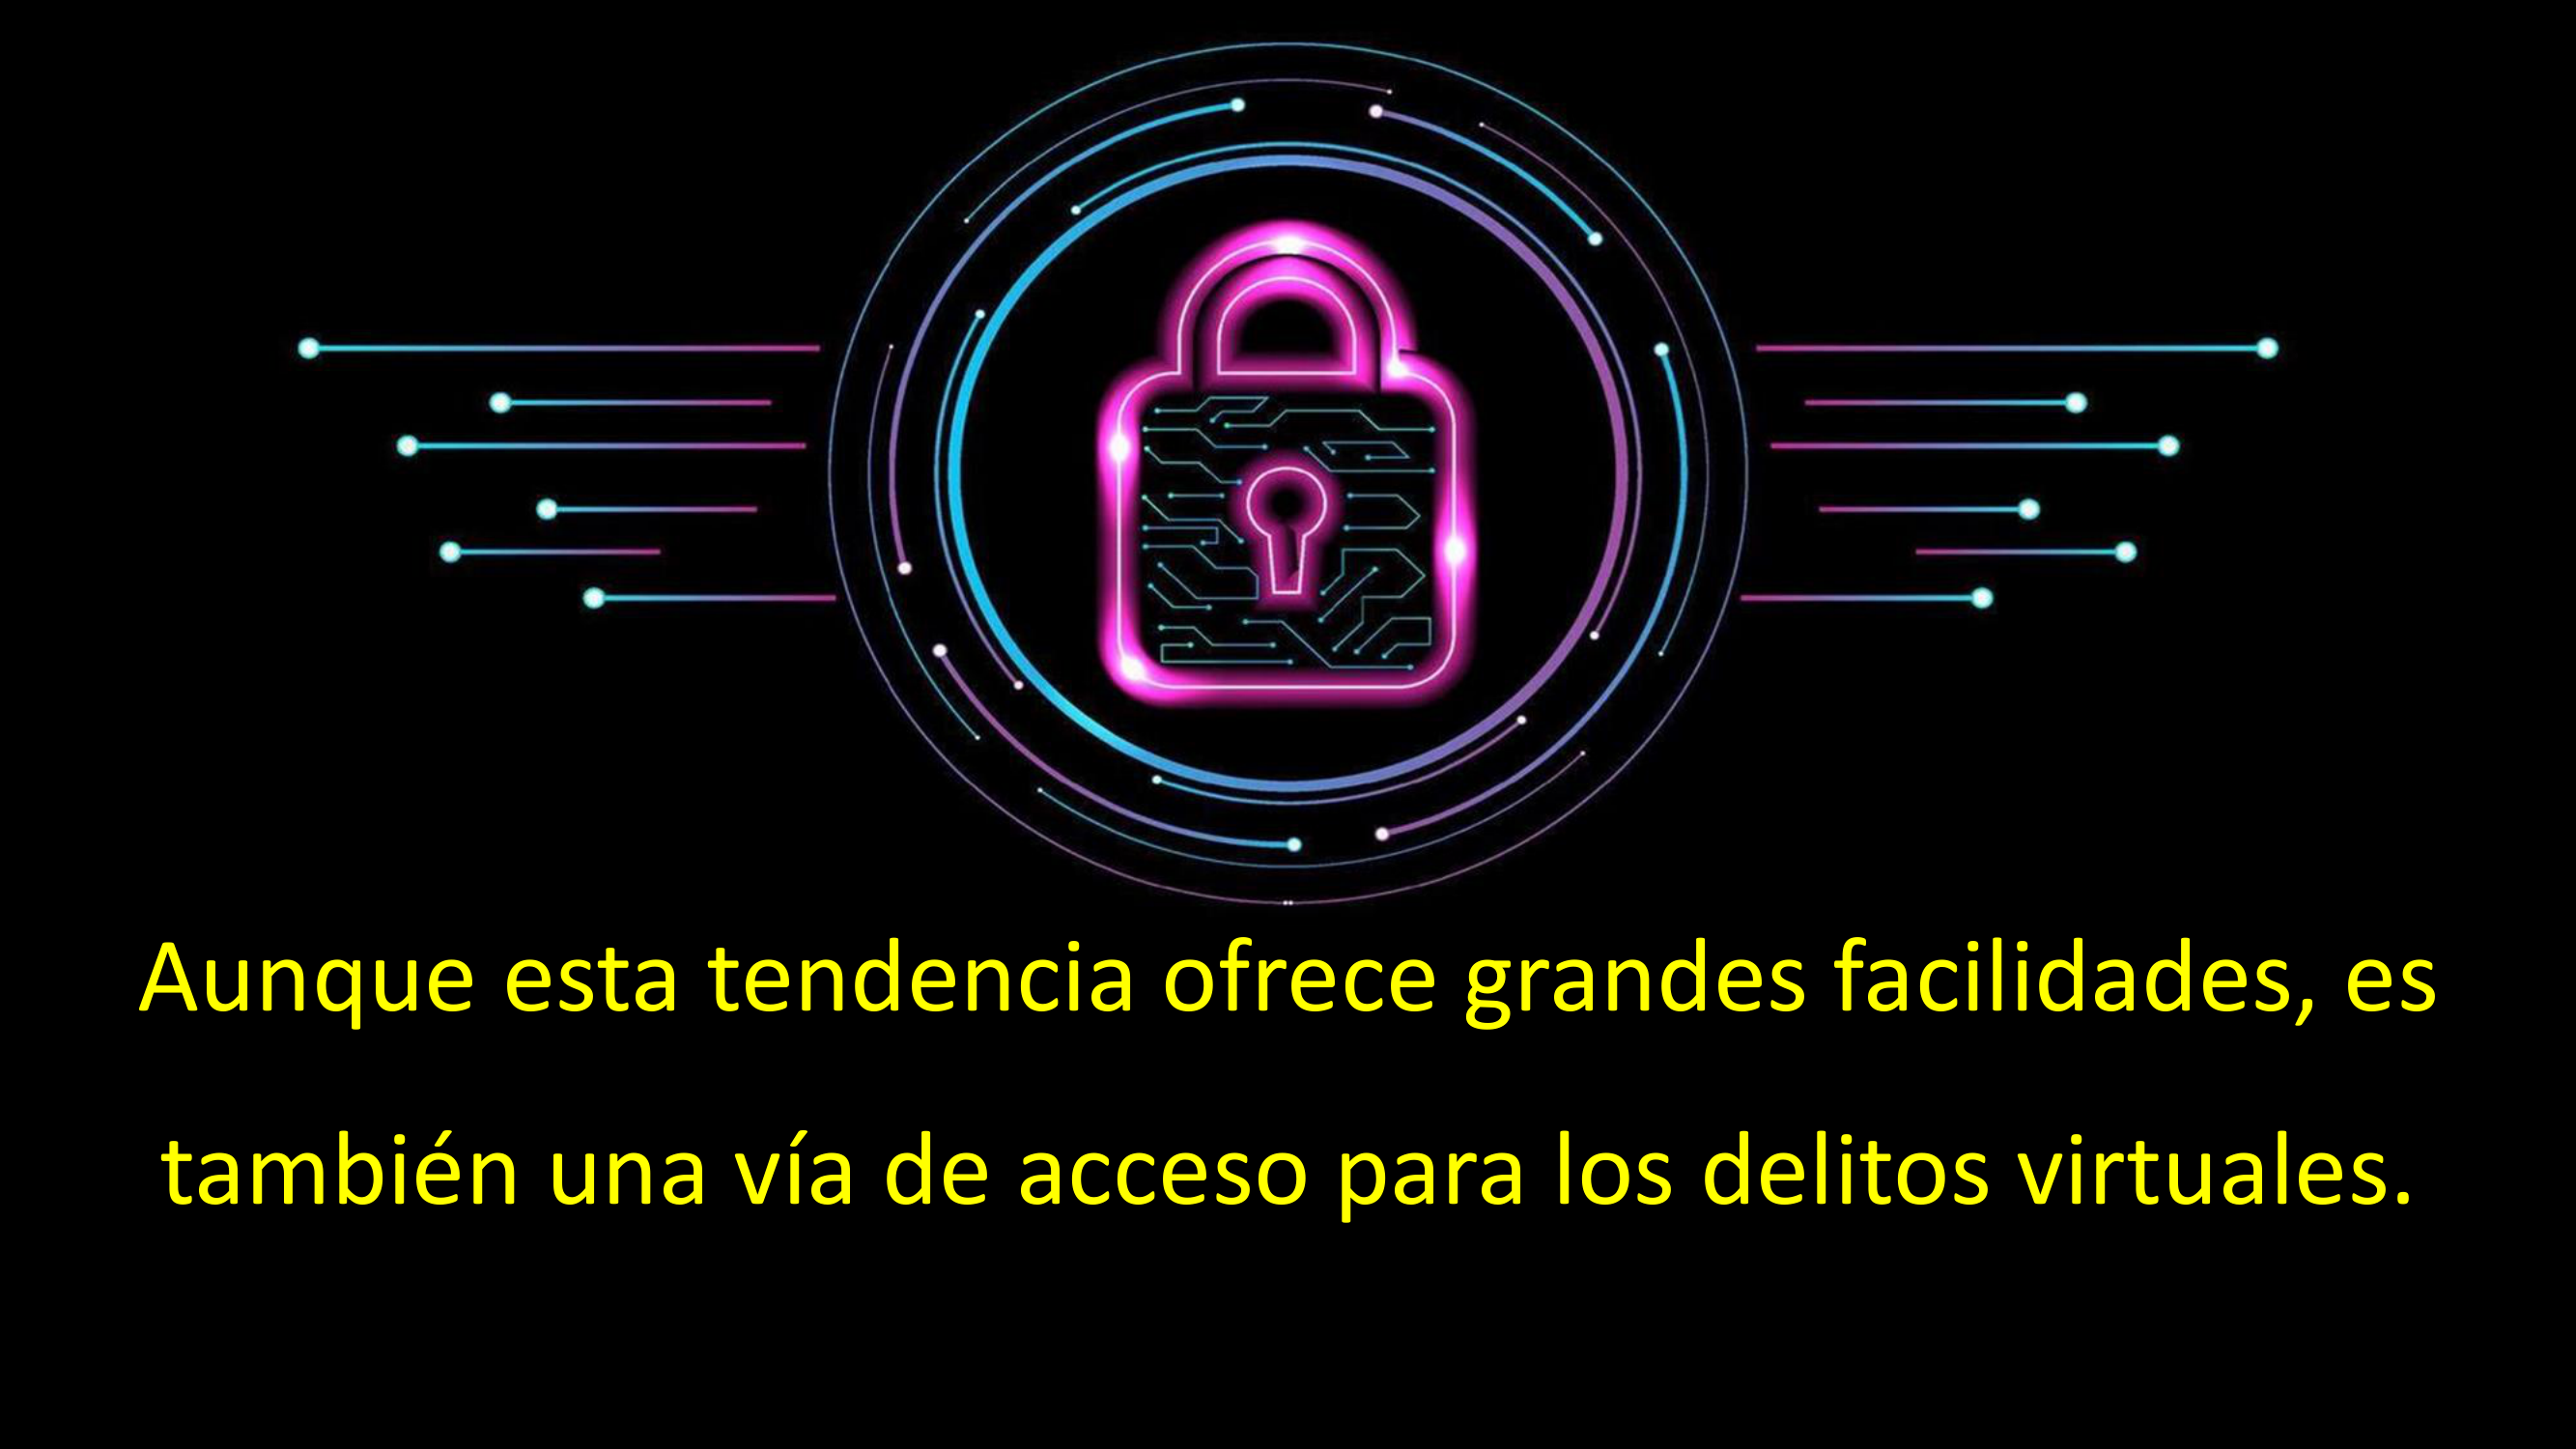 Aunque esta tendencia ofrece grandes facilidades, es
también una vía de acceso para los delitos virtuales.